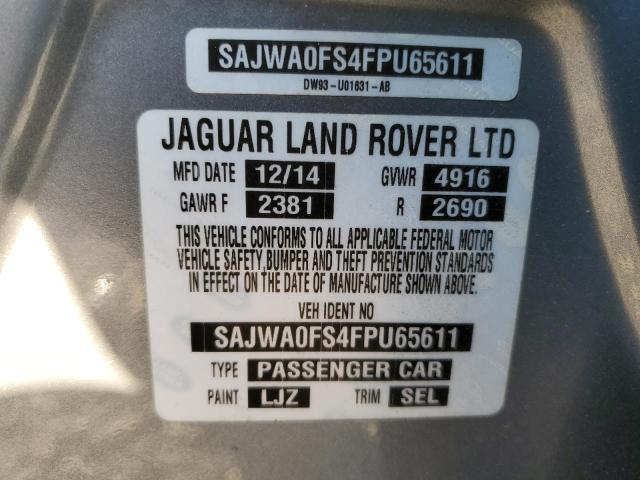 SAJWA0FS4FPU65611
DW93-U01631-AB
JAGUAR LAND ROVER LTD
MFD DATE 12/14 GVWR 4916
GAWR F 2381 R 2690
THIS VEHICLE CONFORMS TO ALL APPLICABLE FEDERAL MOTOR
VEHICLE SAFETY, BUMPER AND THEFT PREVENTION STANDARDS
IN EFFECT ON THE DATE OF MANUFACTURE SHOWN ABOVE.
VEH IDENT NO
SAJWA0FS4FPU65611
TYPE PASSENGER CAR
PAINT LJZ TRIM SEL